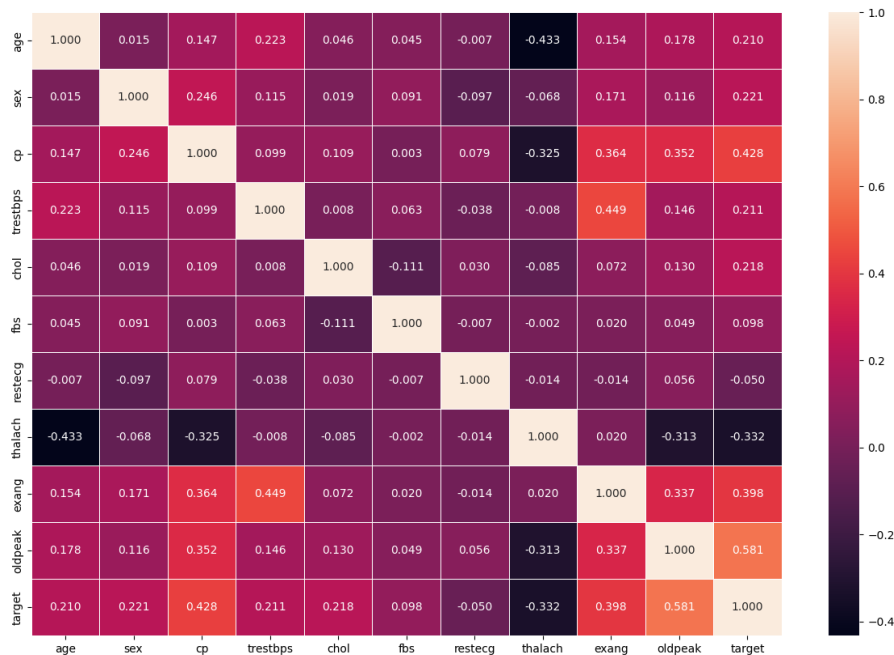 age 1.000 0.015 0.147 0.223 0.046 0.045 -0.007 -0.433 0.154 0.178 0.210
sex 0.015 1.000 0.246 0.115 0.019 0.091 -0.097 -0.068 0.171 0.116 0.221
cp 0.147 0.246 1.000 0.099 0.109 0.003 0.079 -0.325 0.364 0.352 0.428
trestbps 0.223 0.115 0.099 1.000 0.008 0.063 -0.038 -0.008 0.449 0.146 0.211
chol 0.046 0.019 0.109 0.008 1.000 -0.111 0.030 -0.085 0.072 0.130 0.218
fbs 0.045 0.091 0.003 0.063 -0.111 1.000 -0.007 -0.002 0.020 0.049 0.098
restecg -0.007 -0.097 0.079 -0.038 0.030 -0.007 1.000 -0.014 -0.014 0.056 -0.050
thalach -0.433 -0.068 -0.325 -0.008 -0.085 -0.002 -0.014 1.000 0.020 -0.313 -0.332
exang 0.154 0.171 0.364 0.449 0.072 0.020 -0.014 0.020 1.000 0.337 0.398
oldpeak 0.178 0.116 0.352 0.146 0.130 0.049 0.056 -0.313 0.337 1.000 0.581
target 0.210 0.221 0.428 0.211 0.218 0.098 -0.050 -0.332 0.398 0.581 1.000
age sex cp trestbps chol fbs restecg thalach exang oldpeak target
1.0
0.8
0.6
0.4
0.2
0.0
−0.2
−0.4